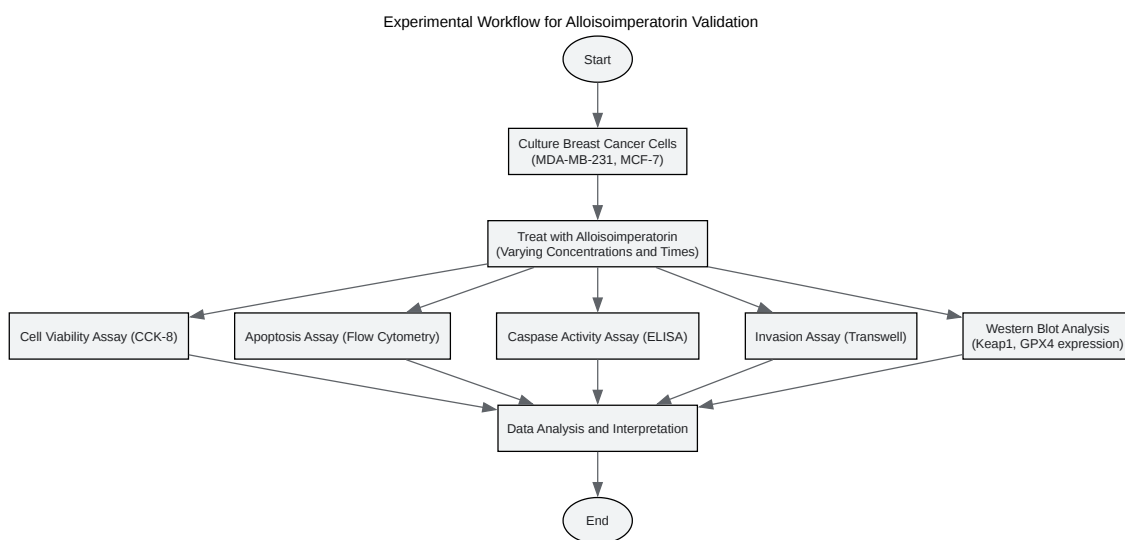 Experimental Workflow for Alloisoimperatorin Validation
Start
Culture Breast Cancer Cells
(MDA-MB-231, MCF-7)
Treat with Alloisoimperatorin
(Varying Concentrations and Times)
Cell Viability Assay (CCK-8)
Apoptosis Assay (Flow Cytometry)
Caspase Activity Assay (ELISA)
Invasion Assay (Transwell)
Western Blot Analysis
(Keap1, GPX4 expression)
Data Analysis and Interpretation
End